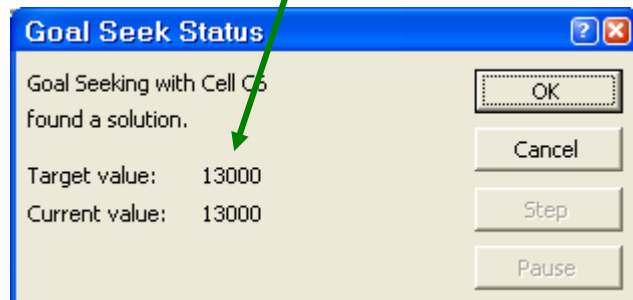 Goal Seek Status
Goal Seeking with Cell C6
found a solution.
Target value: 13000
Current value: 13000
OK
Cancel
Step
Pause